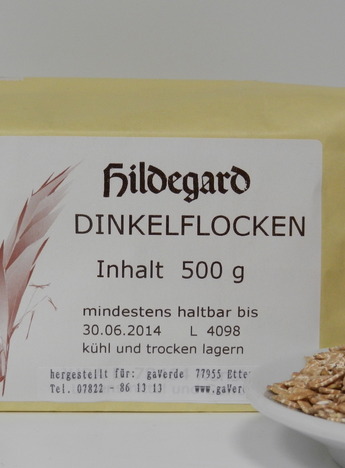 Hildegard
DINKELFLOCKEN
Inhalt 500 g
mindestens haltbar bis
30.06.2014 L 4098
kühl und trocken lagern
hergestellt für: gaVerde 77955 Ette
Tel. 07822 - 86 13 13 www.gaVerd